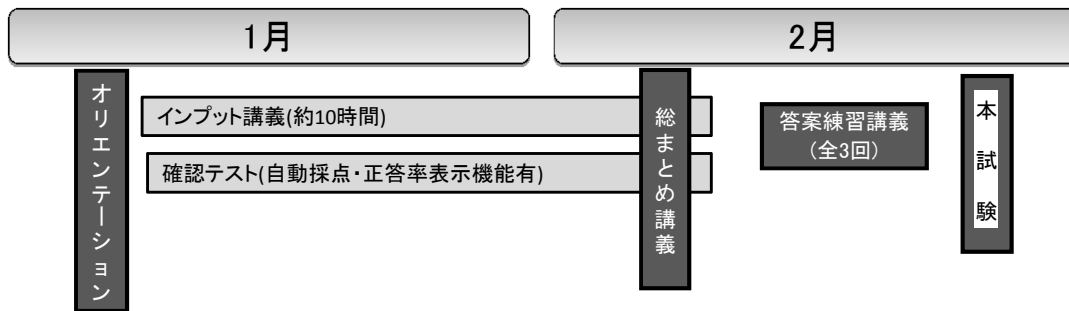 1月
2月
オリエンテーション
インプット講義(約10時間)
確認テスト(自動採点・正答率表示機能有)
総まとめ講義
答案練習講義
(全3回)
本試験